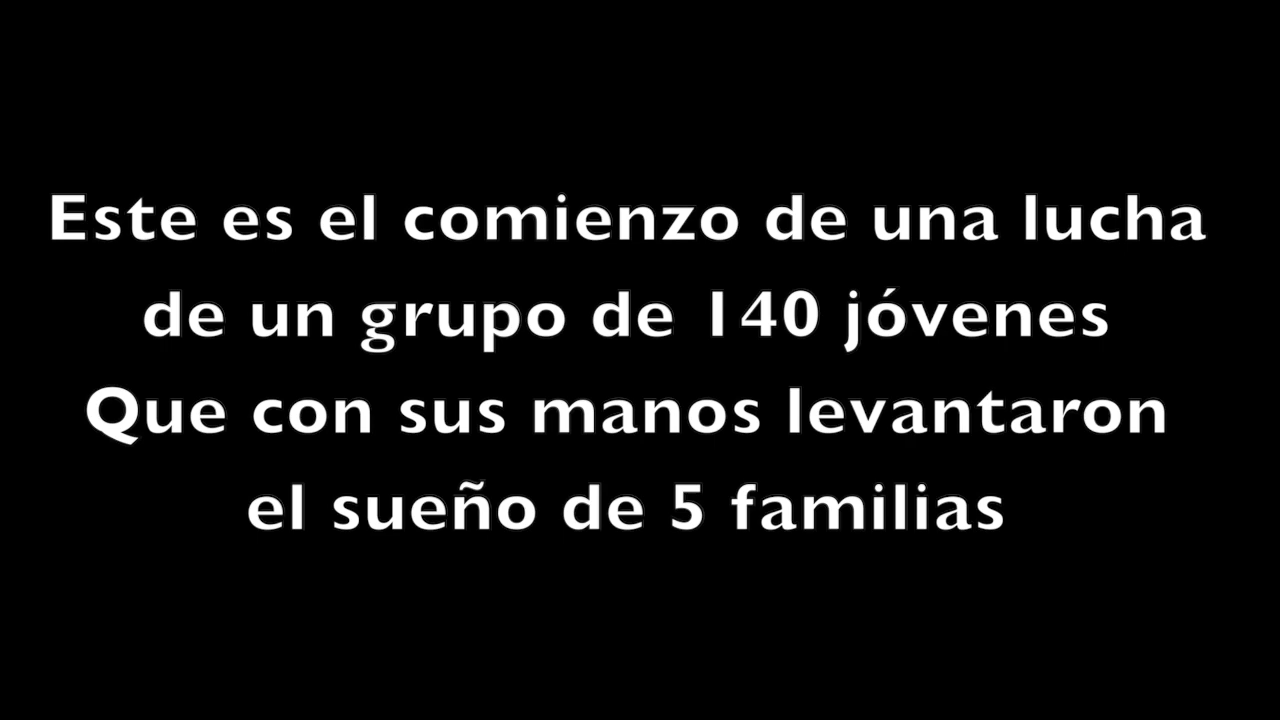 Este es el comienzo de una lucha
de un grupo de 140 jóvenes
Que con sus manos levantaron
el sueño de 5 familias